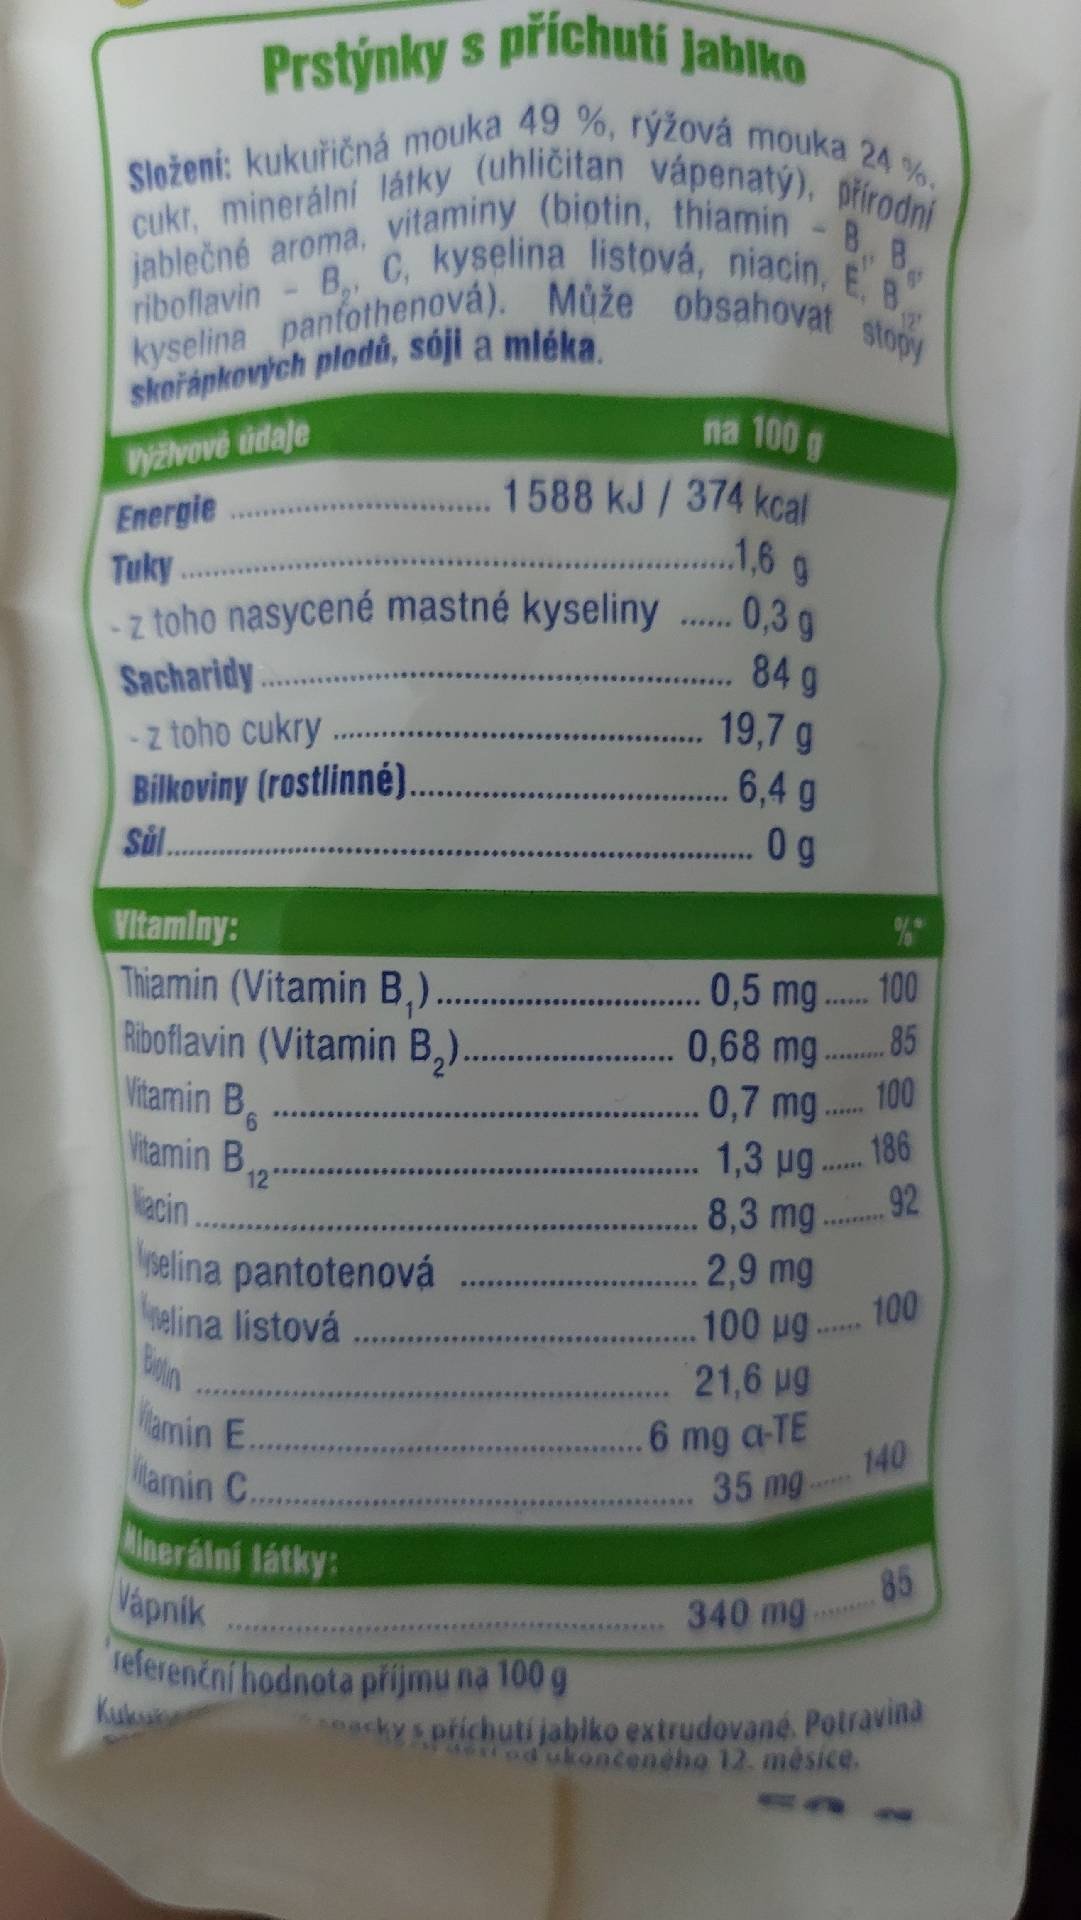 Prstýnky s příchutí jablko
Složení: kukuřičná mouka 49 %, rýžová mouka 24 %,
cukr, minerální látky (uhličitan vápenatý), přírodní
jablečné aroma, vitaminy (biotin, thiamin - B₁, B₆,
riboflavin - B₂, C, kyselina listová, niacin, E, B₁₂,
kyselina pantothenová). Může obsahovat stopy
skořápkových plodů, sóji a mléka.
Výživové údaje na 100 g
Energie 1588 kJ / 374 kcal
Tuky 1,6 g
- z toho nasycené mastné kyseliny 0,3 g
Sacharidy 84 g
- z toho cukry 19,7 g
Bílkoviny (rostlinné) 6,4 g
Sůl 0 g
Vitaminy: %*
Thiamin (Vitamin B₁) 0,5 mg 100
Riboflavin (Vitamin B₂) 0,68 mg 85
Vitamin B₆ 0,7 mg 100
Vitamin B₁₂ 1,3 µg 186
Niacin 8,3 mg 92
Kyselina pantotenová 2,9 mg
Kyselina listová 100 µg 100
Biotin 21,6 µg
Vitamin E 6 mg α-TE
Vitamin C 35 mg 140
Minerální látky:
Vápník 340 mg 85
*referenční hodnota příjmu na 100 g
s příchutí jablko extrudované. Potravina
od ukončeného 12. měsíce.